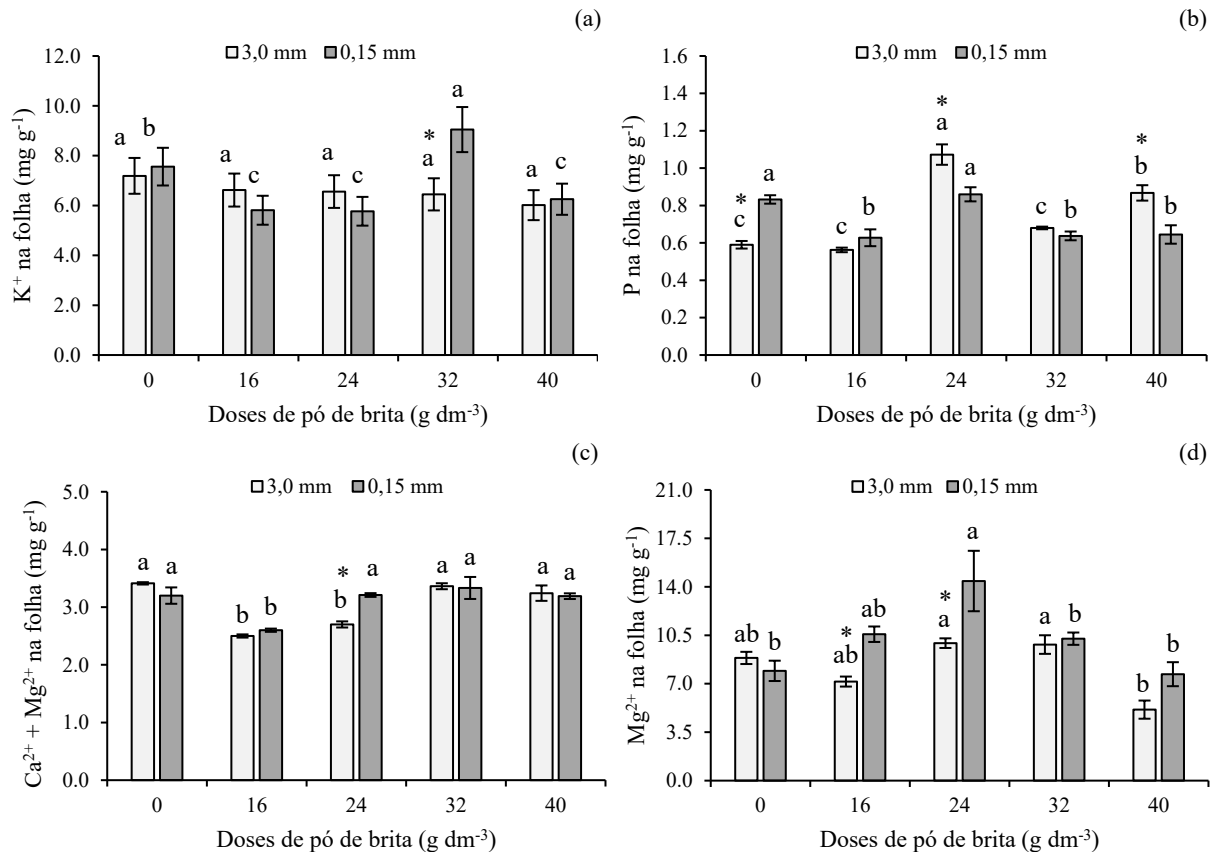 (a)
3,0 mm 0,15 mm
K⁺ na folha (mg g⁻¹)
12.0
10.0
8.0
6.0
4.0
2.0
0.0
a b a c a c * a a a c
0 16 24 32 40
Doses de pó de brita (g dm⁻³)
(b)
3,0 mm 0,15 mm
P na folha (mg g⁻¹)
1.6
1.4
1.2
1.0
0.8
0.6
0.4
0.2
0.0
* c a c b * a a c b * b b
0 16 24 32 40
Doses de pó de brita (g dm⁻³)
(c)
3,0 mm 0,15 mm
Ca²⁺ + Mg²⁺ na folha (mg g⁻¹)
5.0
4.0
3.0
2.0
1.0
0.0
a a b b * b a a a a a
0 16 24 32 40
Doses de pó de brita (g dm⁻³)
(d)
3,0 mm 0,15 mm
Mg²⁺ na folha (mg g⁻¹)
21.0
17.5
14.0
10.5
7.0
3.5
0.0
ab b * ab ab * a a a b b b
0 16 24 32 40
Doses de pó de brita (g dm⁻³)